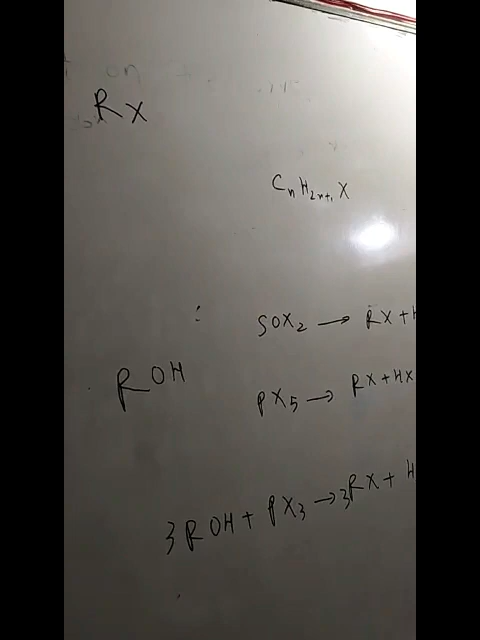 RX
CnH2n+1X
SOX2 → RX + H
ROH
PX5 → RX + HX
3ROH + PX3 → 3RX + H